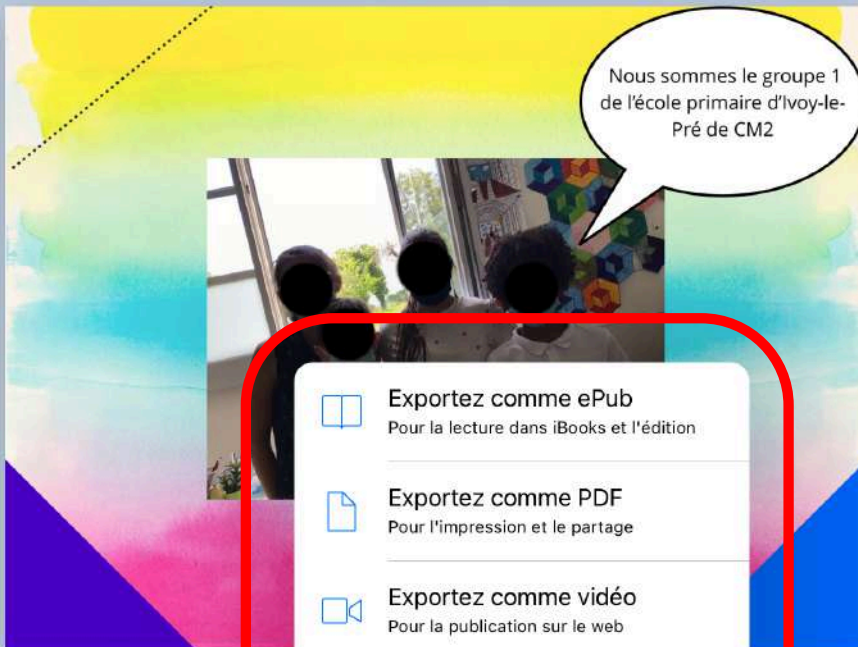 Nous sommes le groupe 1
de l'école primaire d'Ivoy-le-
Pré de CM2
Exportez comme ePub
Pour la lecture dans iBooks et l'édition
Exportez comme PDF
Pour l'impression et le partage
Exportez comme vidéo
Pour la publication sur le web